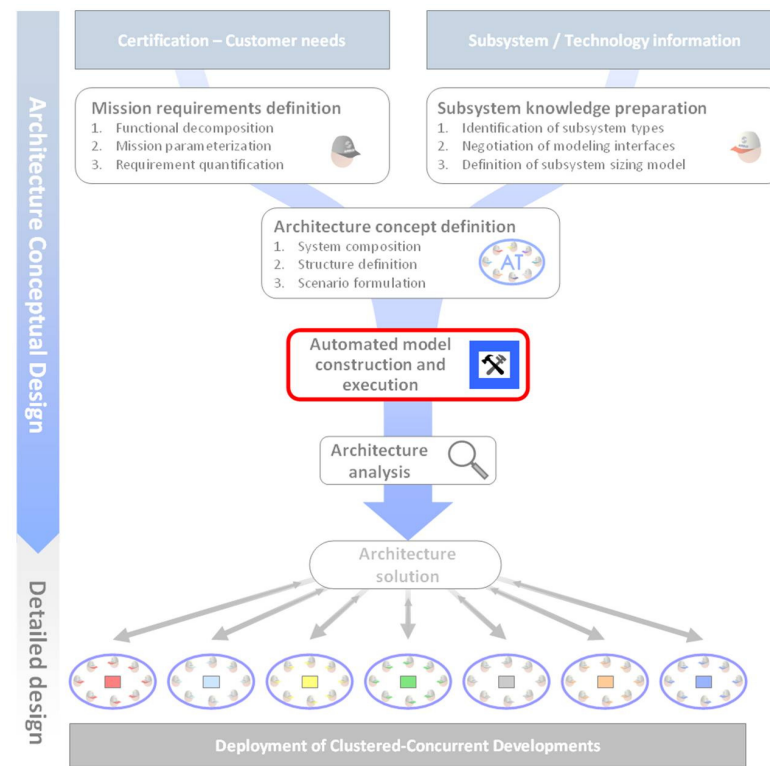 Certification – Customer needs
Subsystem / Technology information
Mission requirements definition
1. Functional decomposition
2. Mission parameterization
3. Requirement quantification
Subsystem knowledge preparation
1. Identification of subsystem types
2. Negotiation of modeling interfaces
3. Definition of subsystem sizing model
Architecture Conceptual Design
Architecture concept definition
1. System composition
2. Structure definition
3. Scenario formulation
AT
Automated model
construction and
execution
Architecture
analysis
Architecture
solution
Detailed design
Deployment of Clustered-Concurrent Developments